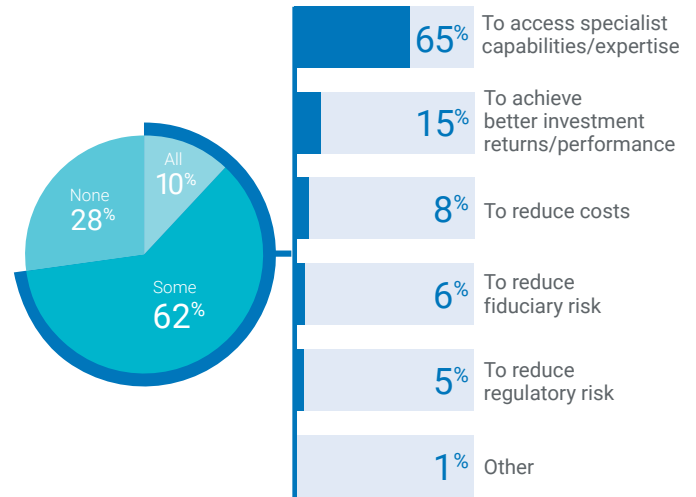 All
10%
None
28%
Some
62%
65%
To access specialist
capabilities/expertise
15%
To achieve
better investment
returns/performance
8%
To reduce costs
6%
To reduce
fiduciary risk
5%
To reduce
regulatory risk
1%
Other